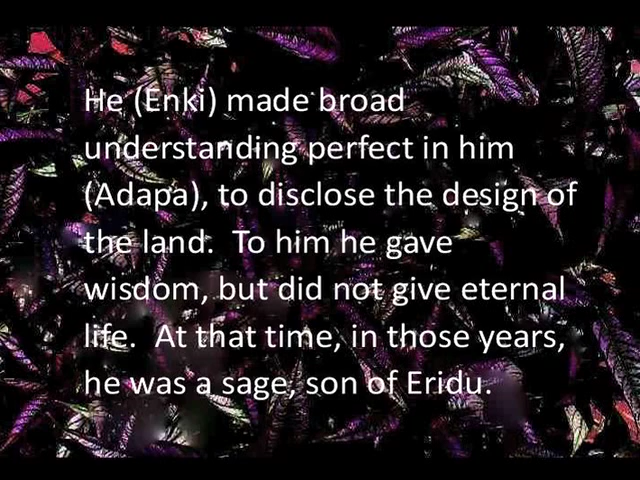 He (Enki) made broad
understanding perfect in him
(Adapa), to disclose the design of
the land.  To him he gave
wisdom, but did not give eternal
life.  At that time, in those years,
he was a sage, son of Eridu.